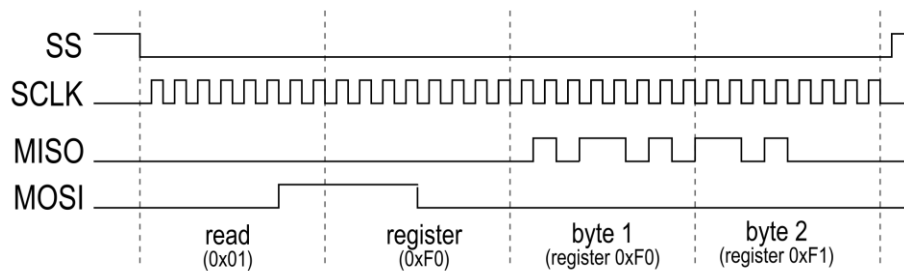 SS
SCLK
MISO
MOSI
read
(0x01)
register
(0xF0)
byte 1
(register 0xF0)
byte 2
(register 0xF1)